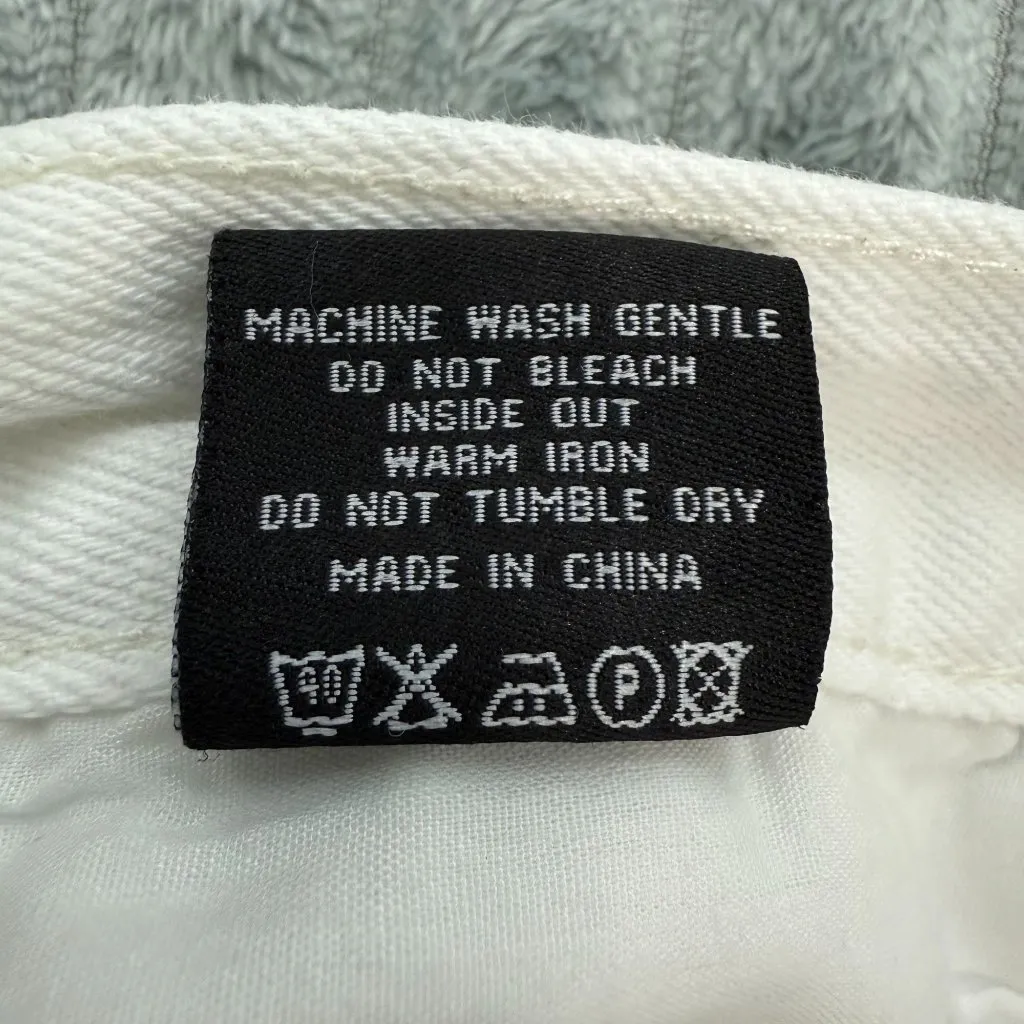 MACHINE WASH GENTLE
DO NOT BLEACH
INSIDE OUT
WARM IRON
DO NOT TUMBLE DRY
MADE IN CHINA
P